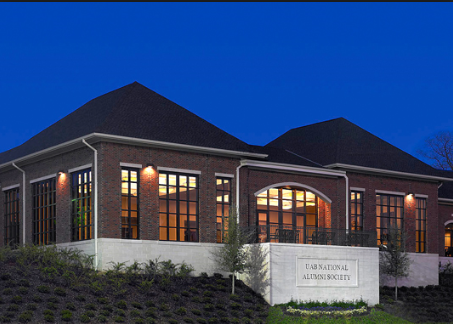 UAB NATIONAL
ALUMNI SOCIETY